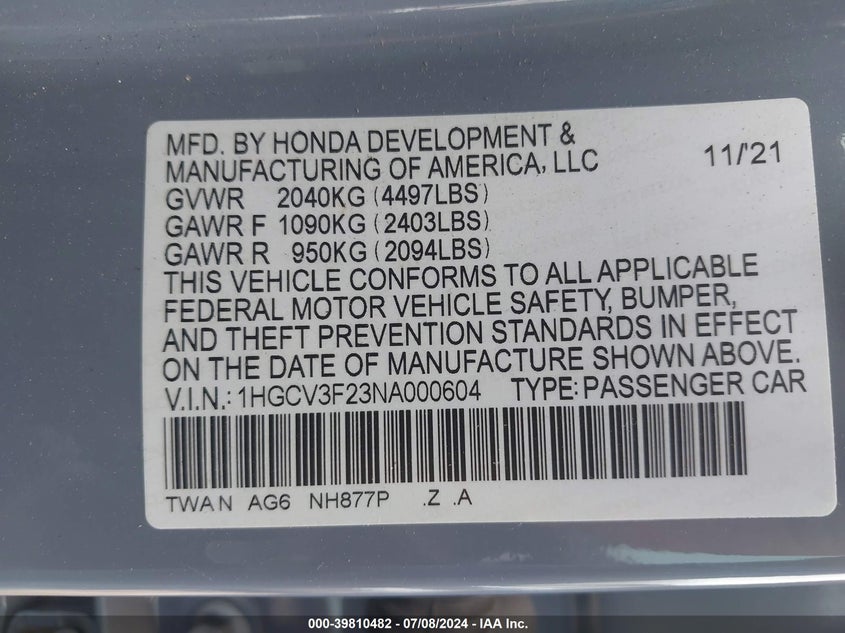 MFD. BY HONDA DEVELOPMENT &
MANUFACTURING OF AMERICA, LLC 11/'21
GVWR 2040KG (4497LBS)
GAWR F 1090KG (2403LBS)
GAWR R 950KG (2094LBS)
THIS VEHICLE CONFORMS TO ALL APPLICABLE
FEDERAL MOTOR VEHICLE SAFETY, BUMPER,
AND THEFT PREVENTION STANDARDS IN EFFECT
ON THE DATE OF MANUFACTURE SHOWN ABOVE.
V.I.N.: 1HGCV3F23NA000604 TYPE: PASSENGER CAR
TWAN AG6 NH877P .Z .A
000-39810482 - 07/08/2024 - IAAI.COM